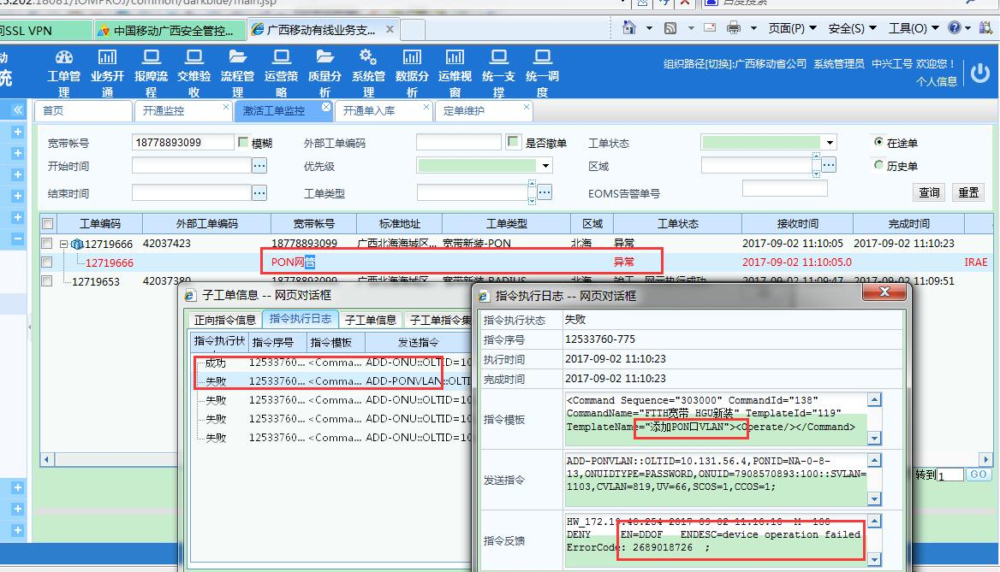 5.202:18081/IOMPROJ/common/darkblue/main.jsp
百度搜索
问SSL VPN
中国移动广西安全管控...
广西移动有线业务支...
页面(P)
安全(S)
工具(O)
动
统
工单管理
业务开通
报障流程
交维验收
流程管理
运营策略
质量分析
系统管理
数据分析
运维视窗
统一支撑
统一调度
组织路径[切换]:广西移动省公司 系统管理员 中兴工号 欢迎您！
个人信息
首页
开通监控
激活工单监控
开通单入库
定单维护
宽带帐号 18778893099 模糊
外部工单编码 是否撤单
工单状态
在途单
开始时间
优先级
区域
历史单
结束时间
工单类型
EOMS告警单号
查询 重置
工单编码 外部工单编码 宽带帐号 标准地址 工单类型 区域 工单状态 接收时间 完成时间
12719666 42037423 18778893099 广西北海海城区... 宽带新装-PON 北海 异常 2017-09-02 11:10:05 2017-09-02 11:10:23
12719666 PON网管 异常 2017-09-02 11:10:05.0 IRAE
12719653 42037380 18778893099 广西北海海城区... 宽带新装-RADIUS 北海 竣工 网元执行成功 2017-09-02 11:09:47 2017-09-02 11:09:51
子工单信息 -- 网页对话框
正向指令信息 指令执行日志 子工单信息 子工单指令集
指令执行状 指令序号 指令模板 发送指令
成功 12533760... <Comma... ADD-ONU::OLTID=10
失败 12533760... <Comma... ADD-PONVLAN::OLTI
失败 12533760... <Comma... ADD-ONU::OLTID=10
失败 12533760... <Comma... ADD-ONU::OLTID=10
失败 12533760... <Comma... ADD-ONU::OLTID=10
指令执行日志 -- 网页对话框
指令执行状态 失败
指令序号 12533760-775
执行时间 2017-09-02 11:10:23
完成时间 2017-09-02 11:10:23
指令模板
<Command Sequence="303000" CommandId="138"
CommandName="FTTH宽带 HGU新装" TemplateId="119"
TemplateName="添加PON口VLAN"><Operate/></Command>
发送指令
ADD-PONVLAN::OLTID=10.131.56.4,PONID=NA-0-8-
13,ONUIDTYPE=PASSWORD,ONUID=7908570893:100::SVLAN=
1103,CVLAN=819,UV=66,SCOS=1,CCOS=1;
指令反馈
DENY EN=DDOF ENDESC=device operation failed
ErrorCode: 2689018726 ;
转到 1 GO